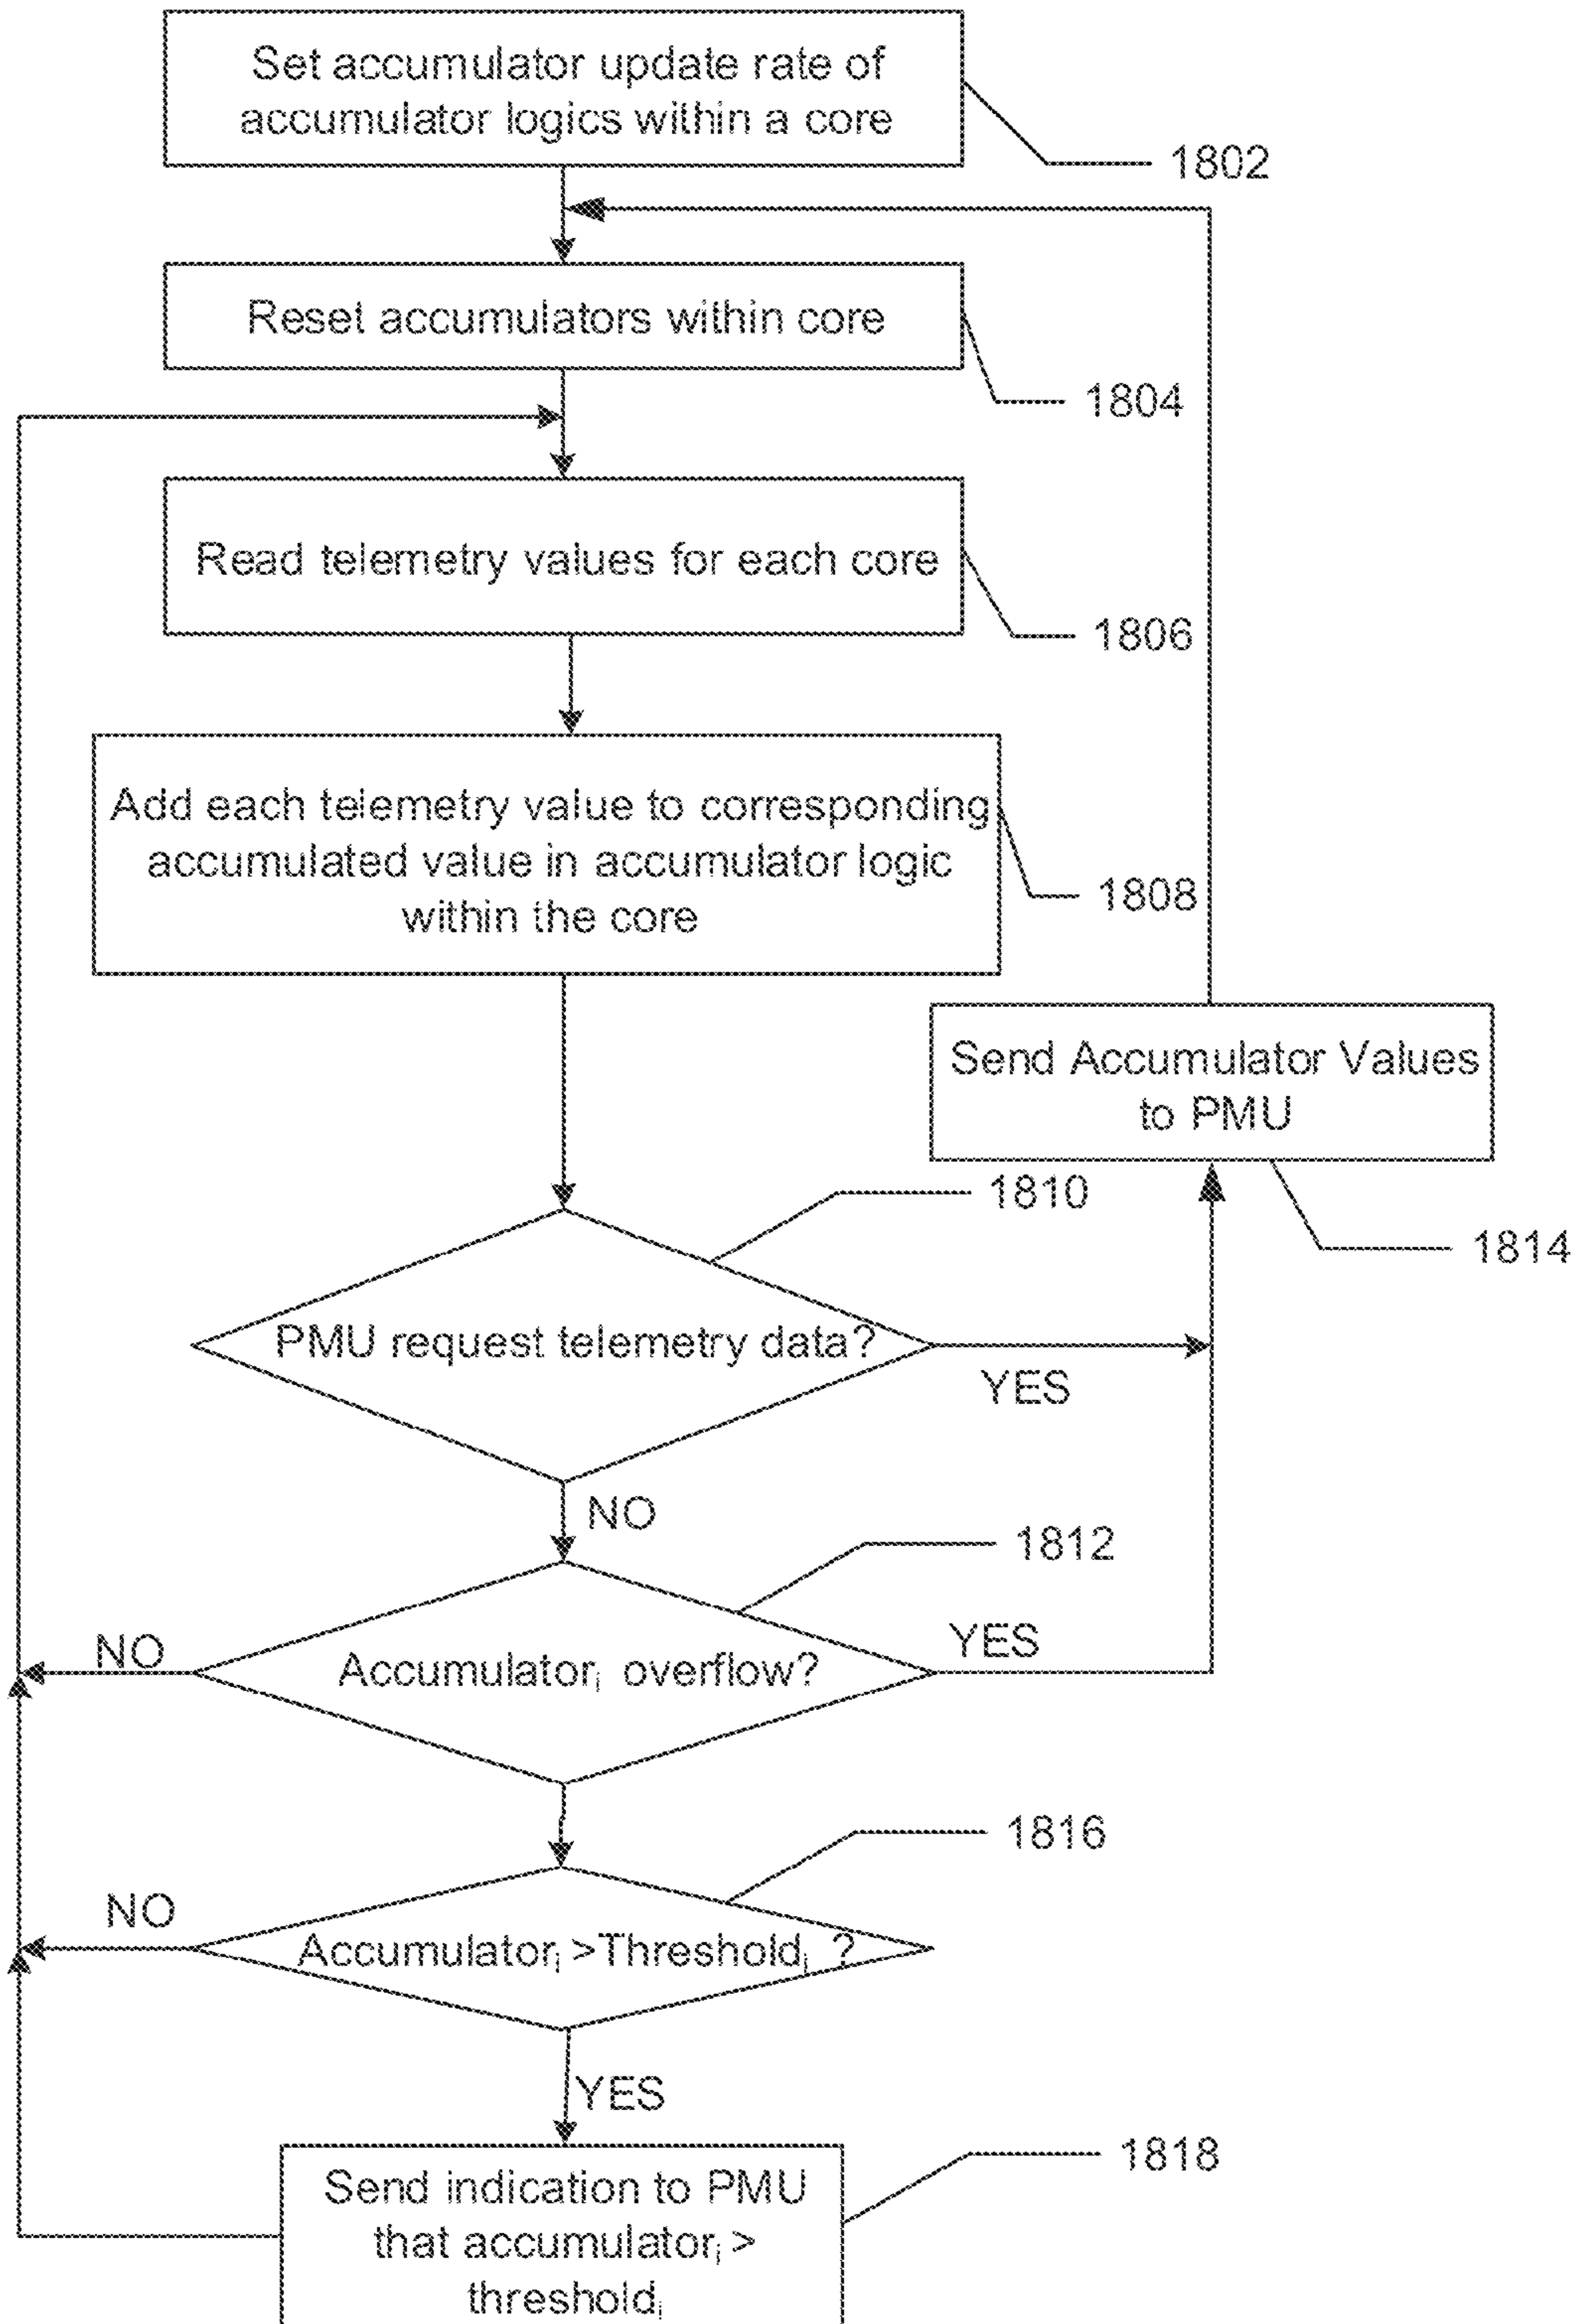 Set accumulator update rate of
accumulator logics within a core
1802
Reset accumulators within core
1804
Read telemetry values for each core
1806
Add each telemetry value to corresponding
accumulated value in accumulator logic
within the core
1808
Send Accumulator Values
to PMU
1814
1810
PMU request telemetry data?
YES
NO
1812
NO
Accumulatori overflow?
YES
1816
NO
Accumulatori >Thresholdi ?
YES
1818
Send indication to PMU
that accumulatori >
thresholdi